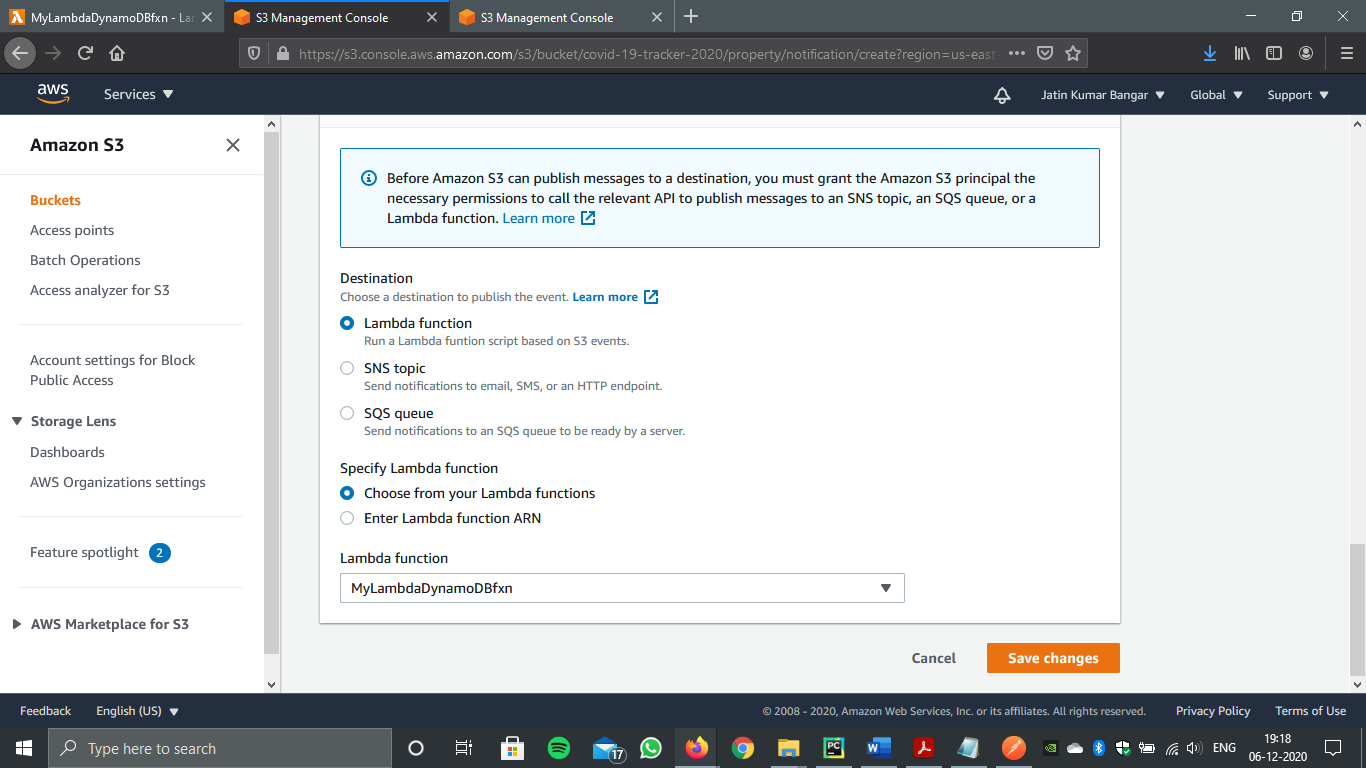 MyLambdaDynamoDBfxn - La
S3 Management Console
S3 Management Console
https://s3.console.aws.amazon.com/s3/bucket/covid-19-tracker-2020/property/notification/create?region=us-east
aws
Services
Jatin Kumar Bangar
Global
Support
Amazon S3
Buckets
Access points
Batch Operations
Access analyzer for S3
Account settings for Block
Public Access
Storage Lens
Dashboards
AWS Organizations settings
Feature spotlight 2
AWS Marketplace for S3
Before Amazon S3 can publish messages to a destination, you must grant the Amazon S3 principal the
necessary permissions to call the relevant API to publish messages to an SNS topic, an SQS queue, or a
Lambda function. Learn more
Destination
Choose a destination to publish the event. Learn more
Lambda function
Run a Lambda funtion script based on S3 events.
SNS topic
Send notifications to email, SMS, or an HTTP endpoint.
SQS queue
Send notifications to an SQS queue to be ready by a server.
Specify Lambda function
Choose from your Lambda functions
Enter Lambda function ARN
Lambda function
MyLambdaDynamoDBfxn
Cancel
Save changes
Feedback
English (US)
© 2008 - 2020, Amazon Web Services, Inc. or its affiliates. All rights reserved.
Privacy Policy
Terms of Use
Type here to search
17
PC
W
ENG
19:18
06-12-2020